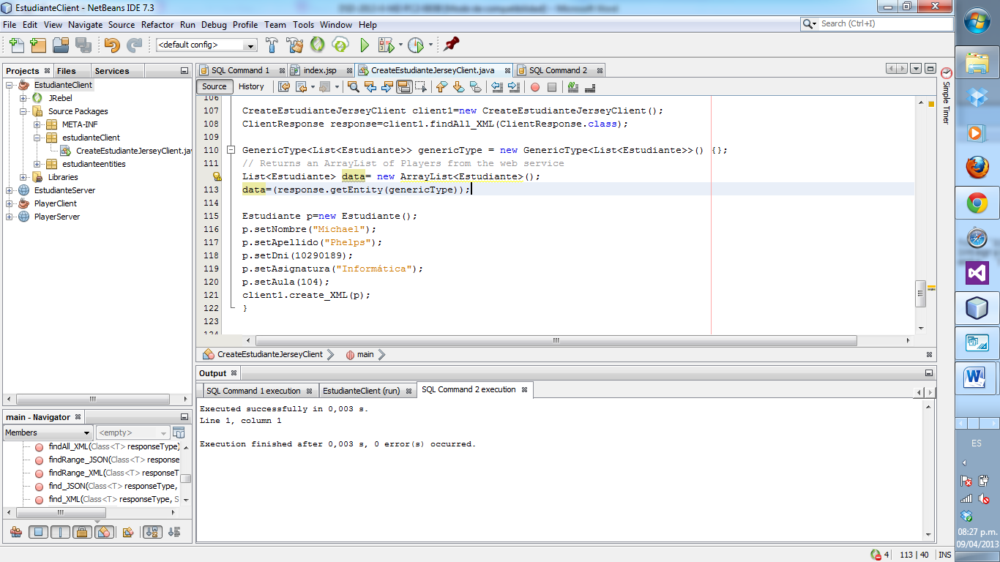 EstudianteClient - NetBeans IDE 7.3
File Edit View Navigate Source Refactor Run Debug Profile Team Tools Window Help
Search (Ctrl+I)
<default config>
Projects Files Services
EstudianteClient
JRebel
Source Packages
META-INF
estudianteClient
CreateEstudianteJerseyClient.jav
estudianteentities
Libraries
EstudianteServer
PlayerClient
PlayerServer
SQL Command 1 index.jsp CreateEstudianteJerseyClient.java SQL Command 2
Source History
106
107 CreateEstudianteJerseyClient client1=new CreateEstudianteJerseyClient();
108 ClientResponse response=client1.findAll_XML(ClientResponse.class);
109
110 GenericType<List<Estudiante>> genericType = new GenericType<List<Estudiante>>() {};
111 // Returns an ArrayList of Players from the web service
List<Estudiante> data= new ArrayList<Estudiante>();
113 data=(response.getEntity(genericType));
114
115 Estudiante p=new Estudiante();
116 p.setNombre("Michael");
117 p.setApellido("Phelps");
118 p.setDni(10290189);
119 p.setAsignatura("Informática");
120 p.setAula(104);
121 client1.create_XML(p);
122 }
123
124
CreateEstudianteJerseyClient main
Simple Timer
Output
SQL Command 1 execution EstudianteClient (run) SQL Command 2 execution
Executed successfully in 0,003 s.
Line 1, column 1
Execution finished after 0,003 s, 0 error(s) occurred.
main - Navigator
Members <empty>
findAll_XML(Class<T> responseType)
findRange_JSON(Class<T> response
findRange_XML(Class<T> responseT
find_JSON(Class<T> responseType,
find_XML(Class<T> responseType, S
4 113 | 40 INS
ES
08:27 p.m.
09/04/2013